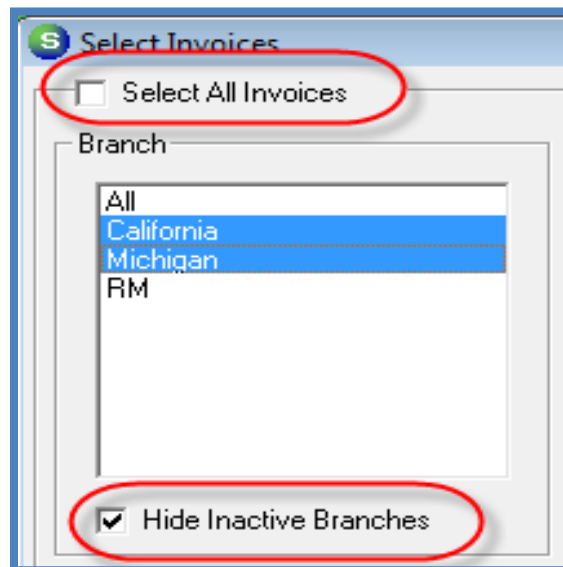 S Select Invoices
Select All Invoices
Branch
All
California
Michigan
RM
Hide Inactive Branches